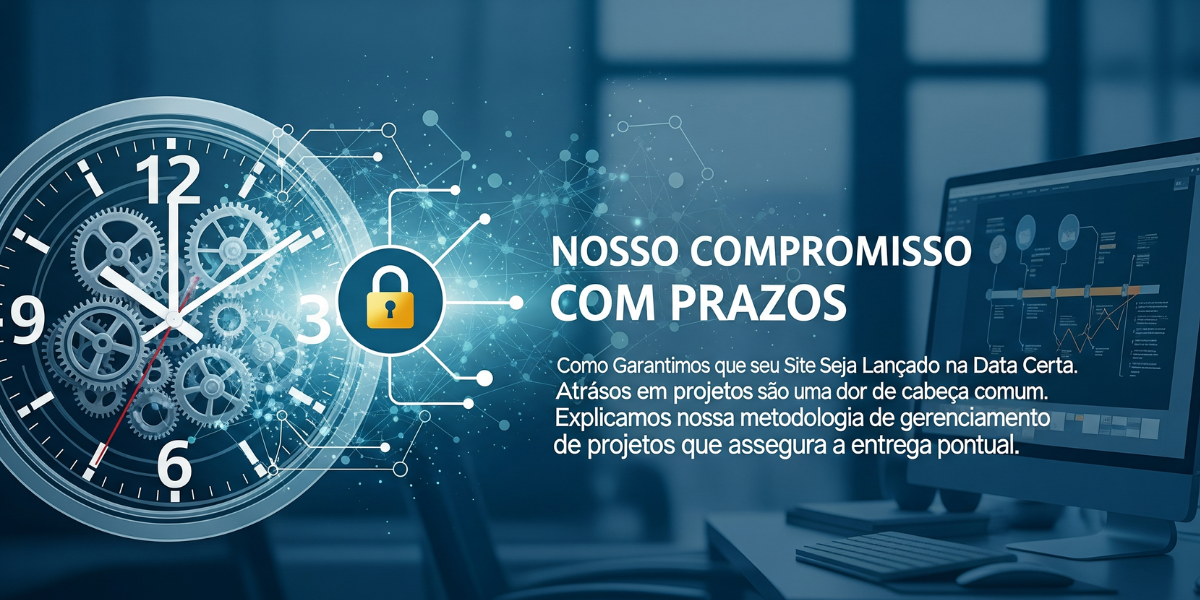 12
9
3
6
NOSSO COMPROMISSO
COM PRAZOS
Como Garantimos que seu Site Seja Lançado na Data Certa.
Atrásos em projetos são uma dor de cabeça comum.
Explicamos nossa metodologia de gerenciamento
de projetos que assegura a entrega pontual.